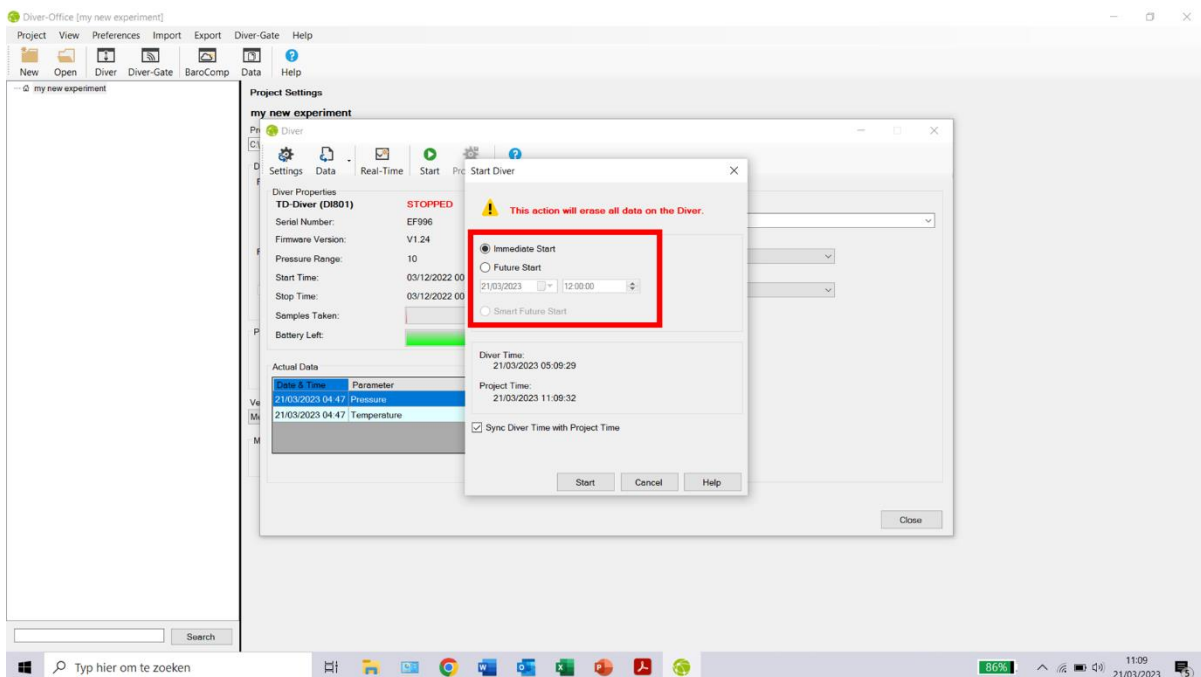 Diver-Office [my new experiment]
Project View Preferences Import Export Diver-Gate Help
New Open Diver Diver-Gate BaroComp Data Help
my new experiment
Project Settings
my new experiment
Diver
Settings Data Real-Time Start
Diver Properties
TD-Diver (DI801) STOPPED
Serial Number: EF996
Firmware Version: V1.24
Pressure Range: 10
Start Time: 03/12/2022 00
Stop Time: 03/12/2022 00
Samples Taken:
Battery Left:
Actual Data
Date & Time Parameter
21/03/2023 04:47 Pressure
21/03/2023 04:47 Temperature
Start Diver
This action will erase all data on the Diver.
Immediate Start
Future Start
21/03/2023 12:00:00
Smart Future Start
Diver Time:
21/03/2023 05:09:29
Project Time:
21/03/2023 11:09:32
Sync Diver Time with Project Time
Start Cancel Help
Close
Search
Typ hier om te zoeken
86%
11:09
21/03/2023